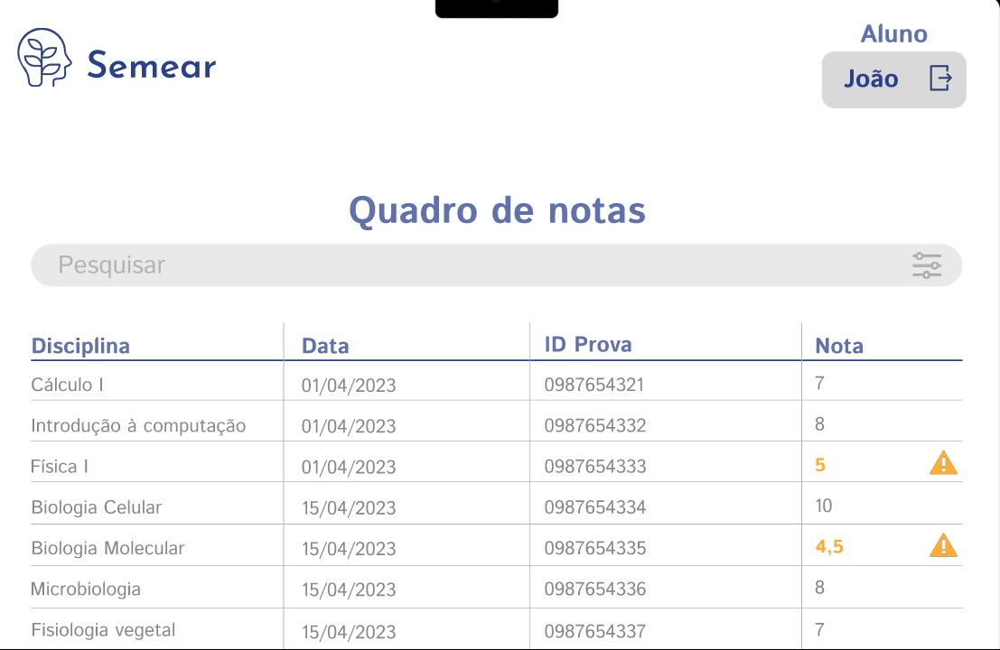 Semear
Aluno
João
Quadro de notas
Pesquisar
Disciplina Data ID Prova Nota
Cálculo I 01/04/2023 0987654321 7
Introdução à computação 01/04/2023 0987654332 8
Física I 01/04/2023 0987654333 5
Biologia Celular 15/04/2023 0987654334 10
Biologia Molecular 15/04/2023 0987654335 4,5
Microbiologia 15/04/2023 0987654336 8
Fisiologia vegetal 15/04/2023 0987654337 7